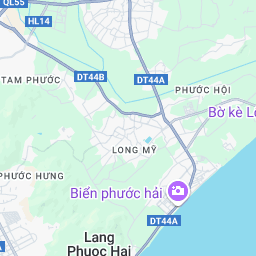 QL55
HL14
TAM PHƯỚC
DT44B
DT44A
PHƯỚC HỘI
Bờ kè L
LONG MỸ
PHƯỚC HƯNG
Biển phước hải
DT44A
Lang
Phuoc Hai